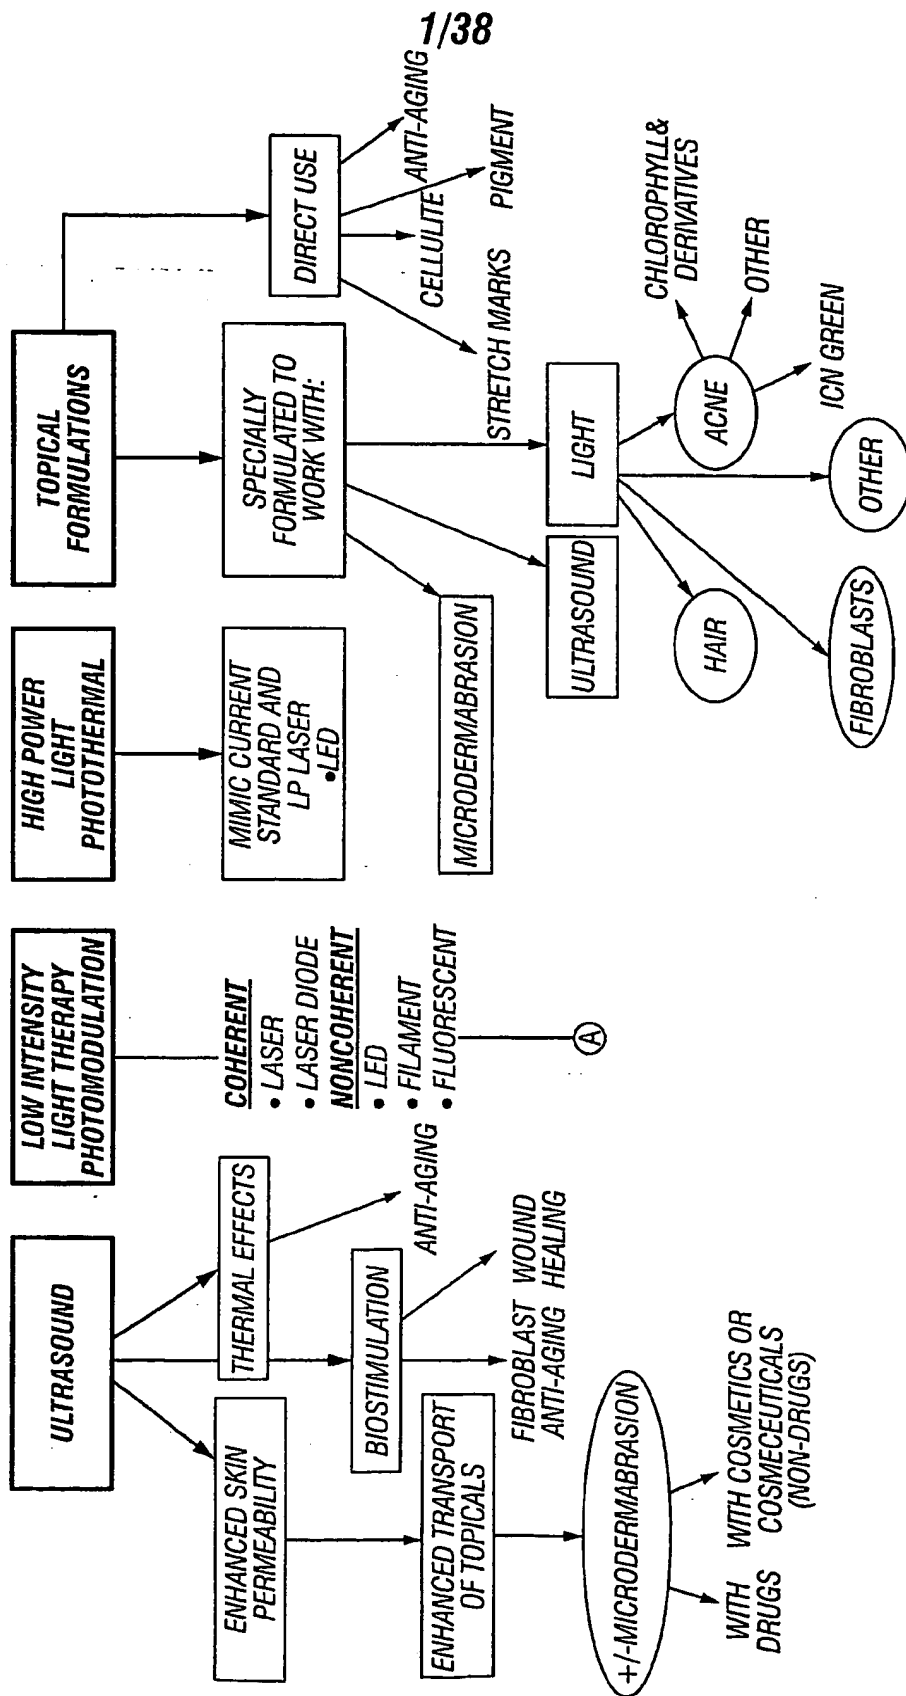 1/38
ULTRASOUND
ENHANCED SKIN
PERMEABILITY
THERMAL EFFECTS
ANTI-AGING
BIOSTIMULATION
FIBROBLAST
ANTI-AGING
WOUND
HEALING
ENHANCED TRANSPORT
OF TOPICALS
+/-MICRODERMABRASION
WITH
DRUGS
WITH COSMETICS OR
COSMECEUTICALS
(NON-DRUGS)
LOW INTENSITY
LIGHT THERAPY
PHOTOMODULATION
COHERENT
• LASER
• LASER DIODE
NONCOHERENT
• LED
• FILAMENT
• FLUORESCENT
A
HIGH POWER
LIGHT
PHOTOTHERMAL
MIMIC CURRENT
STANDARD AND
LP LASER
•LED
TOPICAL
FORMULATIONS
SPECIALLY
FORMULATED TO
WORK WITH:
MICRODERMABRASION
ULTRASOUND
LIGHT
HAIR
FIBROBLASTS
OTHER
ACNE
CHLOROPHYLL&
DERIVATIVES
OTHER
ICN GREEN
DIRECT USE
STRETCH MARKS
CELLULITE
PIGMENT
ANTI-AGING